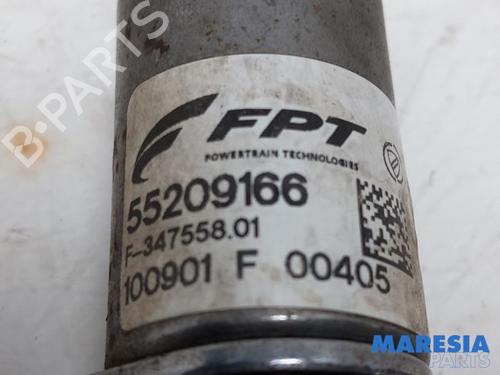 B-PARTS
FPT
POWERTRAIN TECHNOLOGIES
55209166
F-347558.01
100901 F 00405
MARESIA
PARTS